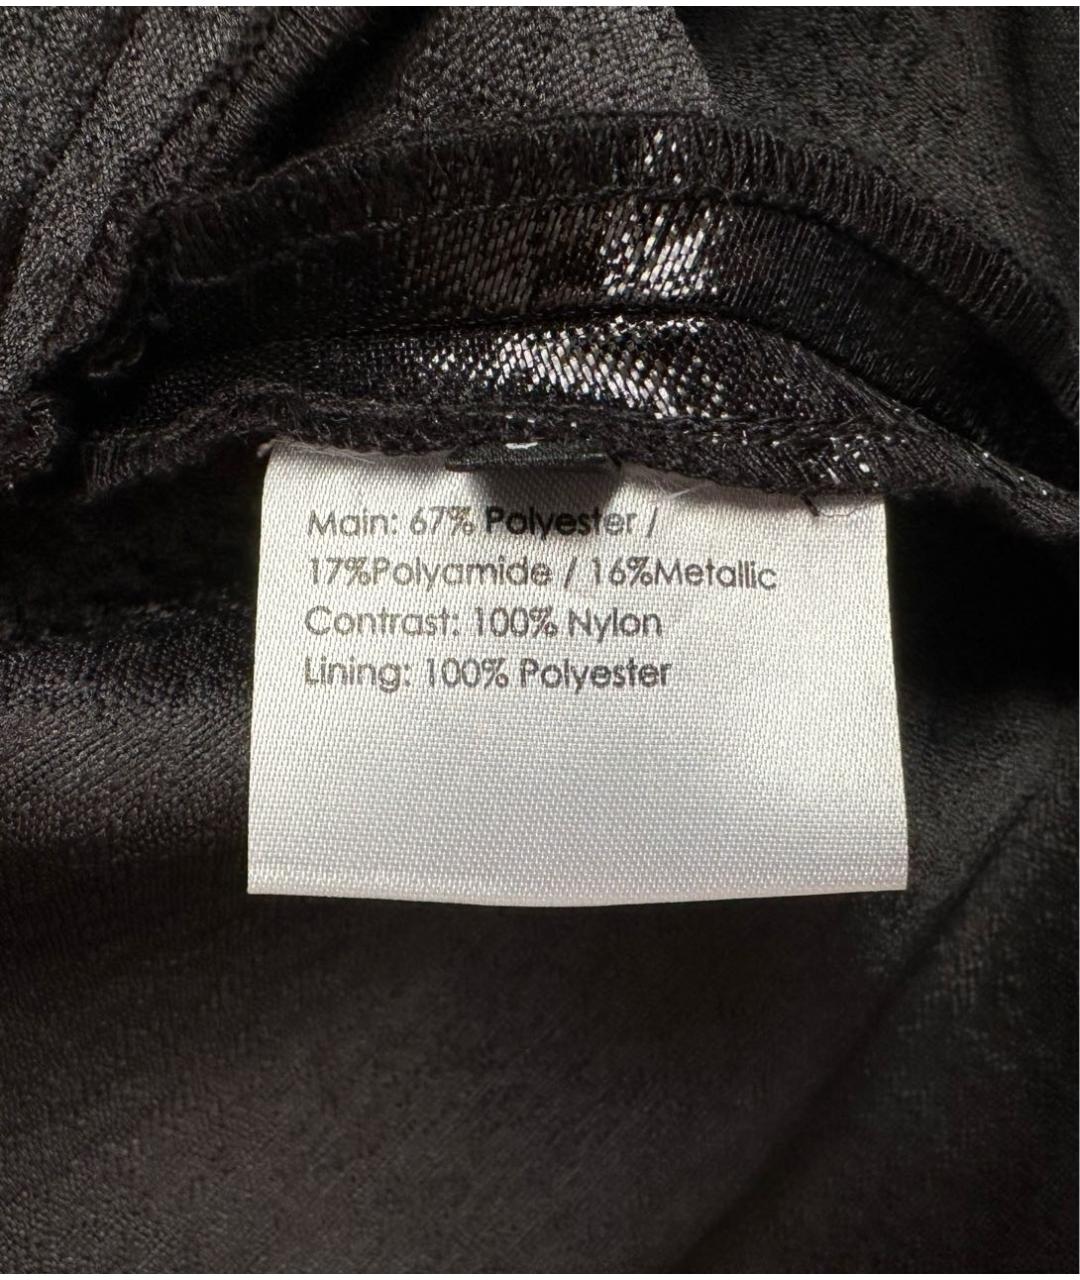 Main: 67% Polyester /
17%Polyamide / 16%Metallic
Contrast: 100% Nylon
Lining: 100% Polyester